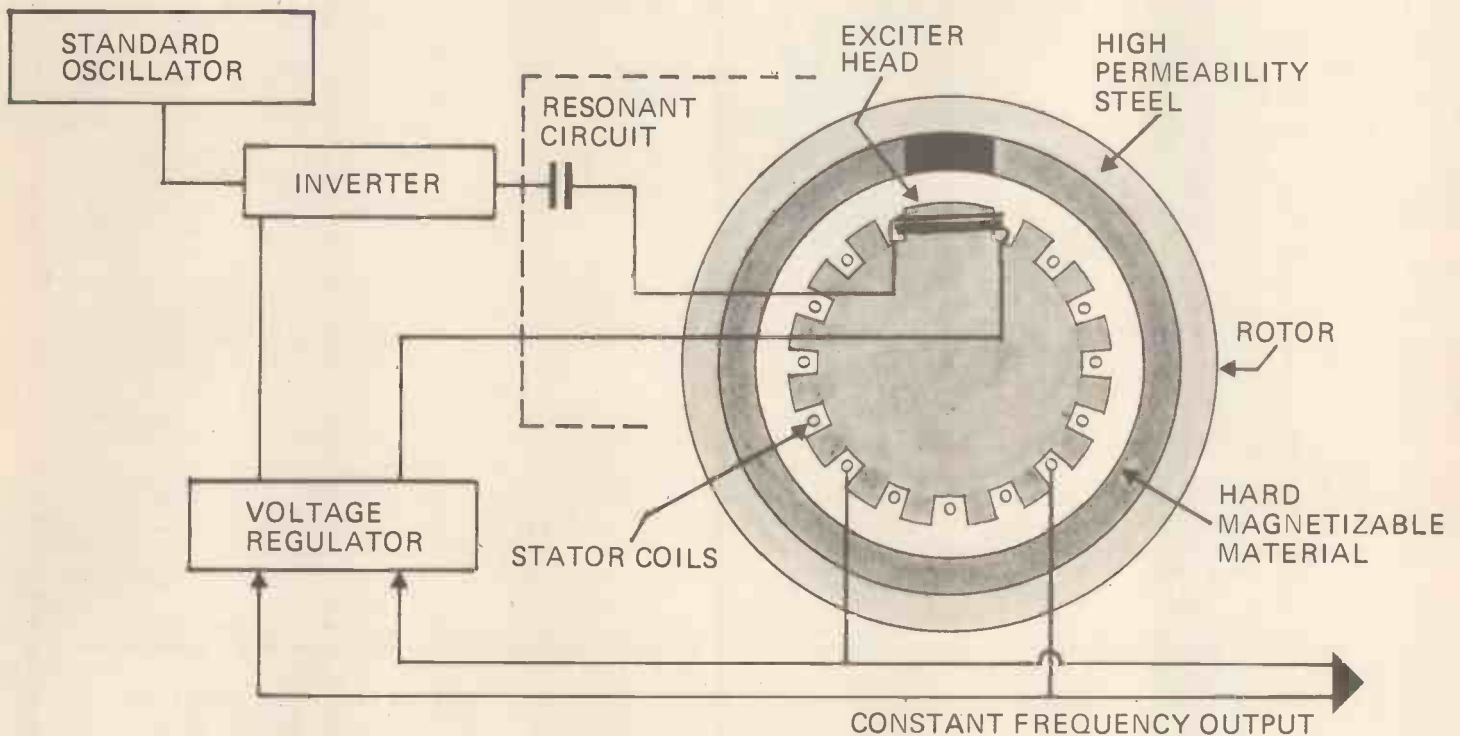 STANDARD
OSCILLATOR
EXCITER
HEAD
HIGH
PERMEABILITY
STEEL
RESONANT
CIRCUIT
INVERTER
ROTOR
VOLTAGE
REGULATOR
STATOR COILS
HARD
MAGNETIZABLE
MATERIAL
CONSTANT FREQUENCY OUTPUT